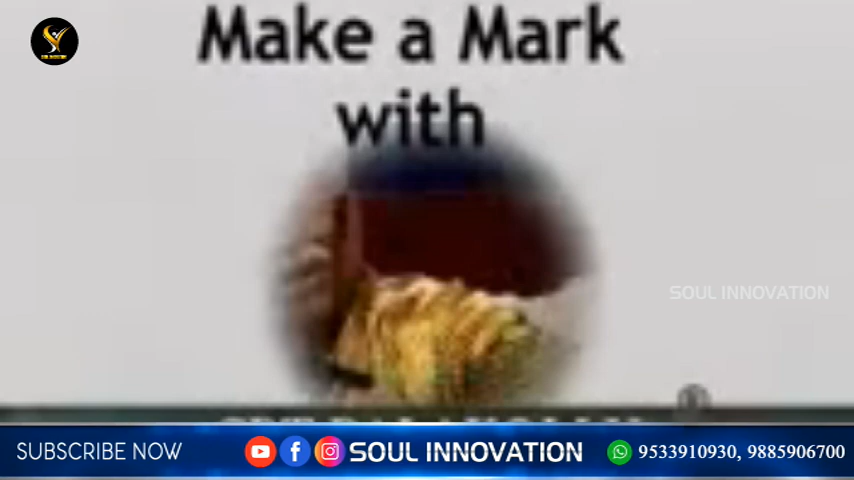 Make a Mark
with
SOUL INNOVATION
SUBSCRIBE NOW
SOUL INNOVATION
9533910930, 9885906700